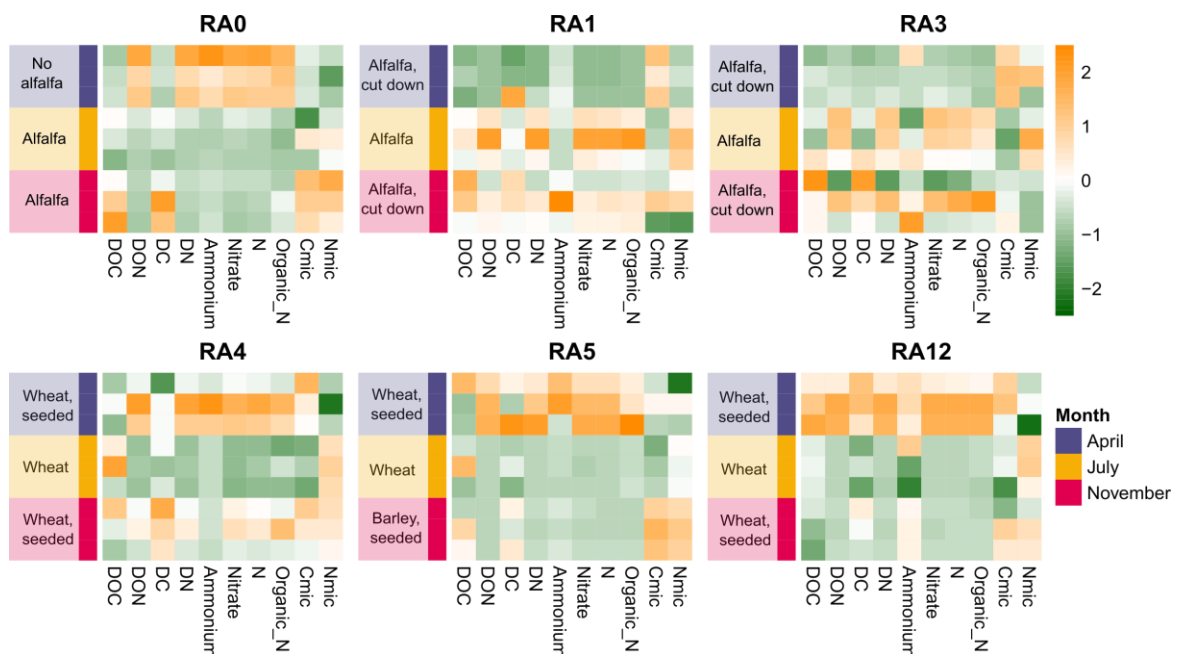 RA0
RA1
RA3
No
alfalfa
Alfalfa
Alfalfa
Alfalfa,
cut down
Alfalfa
Alfalfa,
cut down
Alfalfa,
cut down
Alfalfa
Alfalfa,
cut down
DOC
DON
DC
DN
Ammonium
Nitrate
N
Organic_N
Cmic
Nmic
DOC
DON
DC
DN
Ammonium
Nitrate
N
Organic_N
Cmic
Nmic
DOC
DON
DC
DN
Ammonium
Nitrate
N
Organic_N
Cmic
Nmic
2
1
0
−1
−2
RA4
RA5
RA12
Wheat,
seeded
Wheat
Wheat,
seeded
Wheat,
seeded
Wheat
Barley,
seeded
Wheat,
seeded
Wheat
Wheat,
seeded
DOC
DON
DC
DN
Ammonium
Nitrate
N
Organic_N
Cmic
Nmic
DOC
DON
DC
DN
Ammonium
Nitrate
N
Organic_N
Cmic
Nmic
DOC
DON
DC
DN
Ammonium
Nitrate
N
Organic_N
Cmic
Nmic
Month
April
July
November